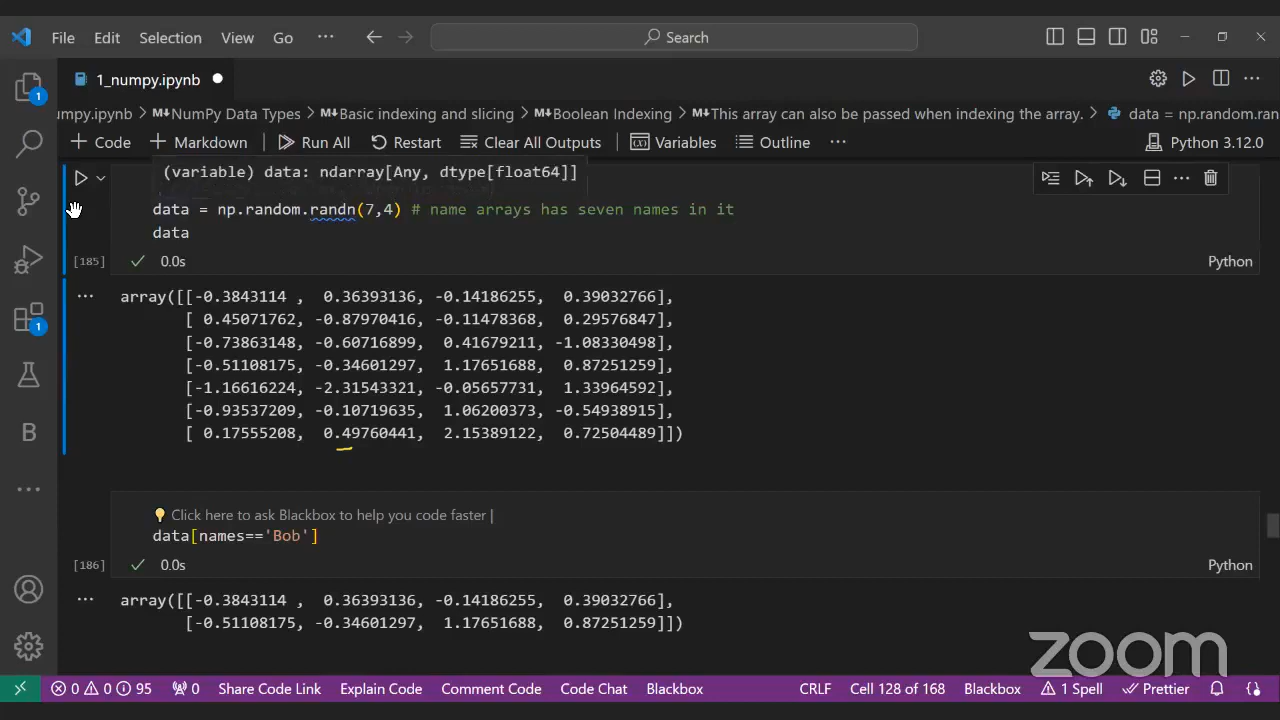 File Edit Selection View Go ··· Search
1_numpy.ipynb
umpy.ipynb > NumPy Data Types > Basic indexing and slicing > Boolean Indexing > This array can also be passed when indexing the array. > data = np.random.ran
+ Code + Markdown Run All Restart Clear All Outputs Variables Outline ··· Python 3.12.0
(variable) data: ndarray[Any, dtype[float64]]
data = np.random.randn(7,4) # name arrays has seven names in it
data
[185] 0.0s Python
array([[-0.3843114 ,  0.36393136, -0.14186255,  0.39032766],
[ 0.45071762, -0.87970416, -0.11478368,  0.29576847],
[-0.73863148, -0.60716899,  0.41679211, -1.08330498],
[-0.51108175, -0.34601297,  1.17651688,  0.87251259],
[-1.16616224, -2.31543321, -0.05657731,  1.33964592],
[-0.93537209, -0.10719635,  1.06200373, -0.54938915],
[ 0.17555208,  0.49760441,  2.15389122,  0.72504489]])
Click here to ask Blackbox to help you code faster |
data[names=='Bob']
[186] 0.0s Python
array([[-0.3843114 ,  0.36393136, -0.14186255,  0.39032766],
[-0.51108175, -0.34601297,  1.17651688,  0.87251259]])
zoom
0 0 95 0 Share Code Link Explain Code Comment Code Code Chat Blackbox CRLF Cell 128 of 168 Blackbox 1 Spell Prettier
1
1
B